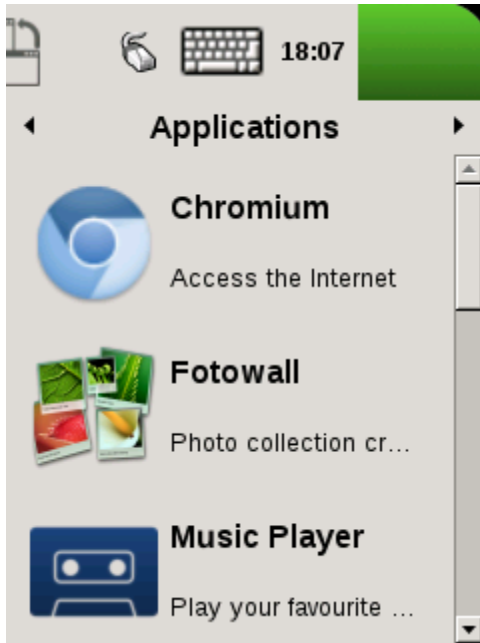 18:07
Applications
Chromium
Access the Internet
Fotowall
Photo collection cr...
Music Player
Play your favourite ...